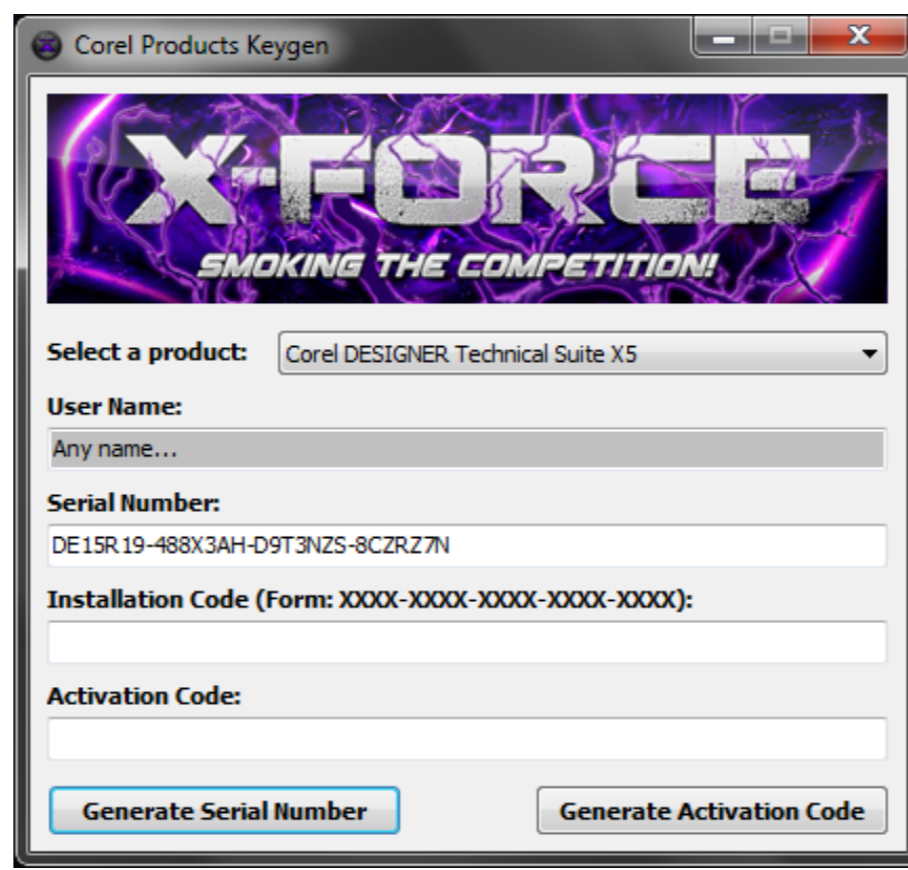 Corel Products Keygen
X-FORCE
SMOKING THE COMPETITION!
Select a product: Corel DESIGNER Technical Suite X5
User Name:
Any name...
Serial Number:
DE15R19-488X3AH-D9T3NZS-8CZRZ7N
Installation Code (Form: XXXX-XXXX-XXXX-XXXX-XXXX):
Activation Code:
Generate Serial Number Generate Activation Code